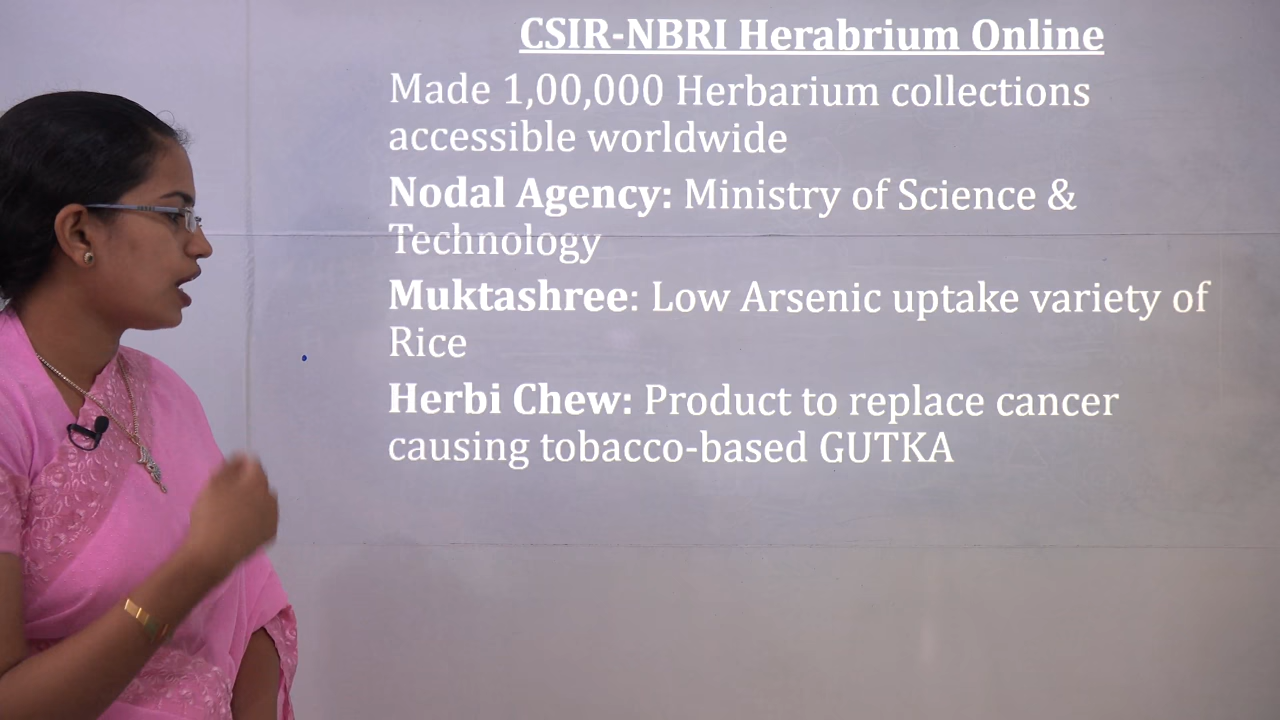 CSIR-NBRI Herabrium Online
Made 1,00,000 Herbarium collections
accessible worldwide
Nodal Agency: Ministry of Science &
Technology
Muktashree: Low Arsenic uptake variety of
Rice
Herbi Chew: Product to replace cancer
causing tobacco-based GUTKA